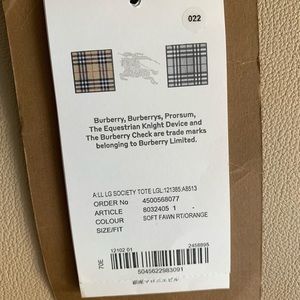 022
Burberry, Burberrys, Prorsum,
The Equestrian Knight Device and
The Burberry Check are trade marks
belonging to Burberry Limited.
A:LL LG SOCIETY TOTE LGL:121385:A8513
ORDER No 4500568077
ARTICLE 8032405 1
COLOUR SOFT FAWN RT/ORANGE
SIZE/FIT
12102 01 2458898
70E
5045622983091